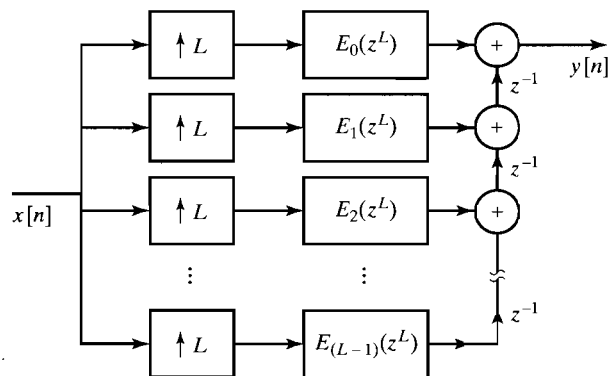 ↑ L E₀(z^L) +
y[n]
z⁻¹
↑ L E₁(z^L) +
z⁻¹
↑ L E₂(z^L) +
x[n]
⋮ ⋮
z⁻¹
↑ L E₍L₋₁₎(z^L)